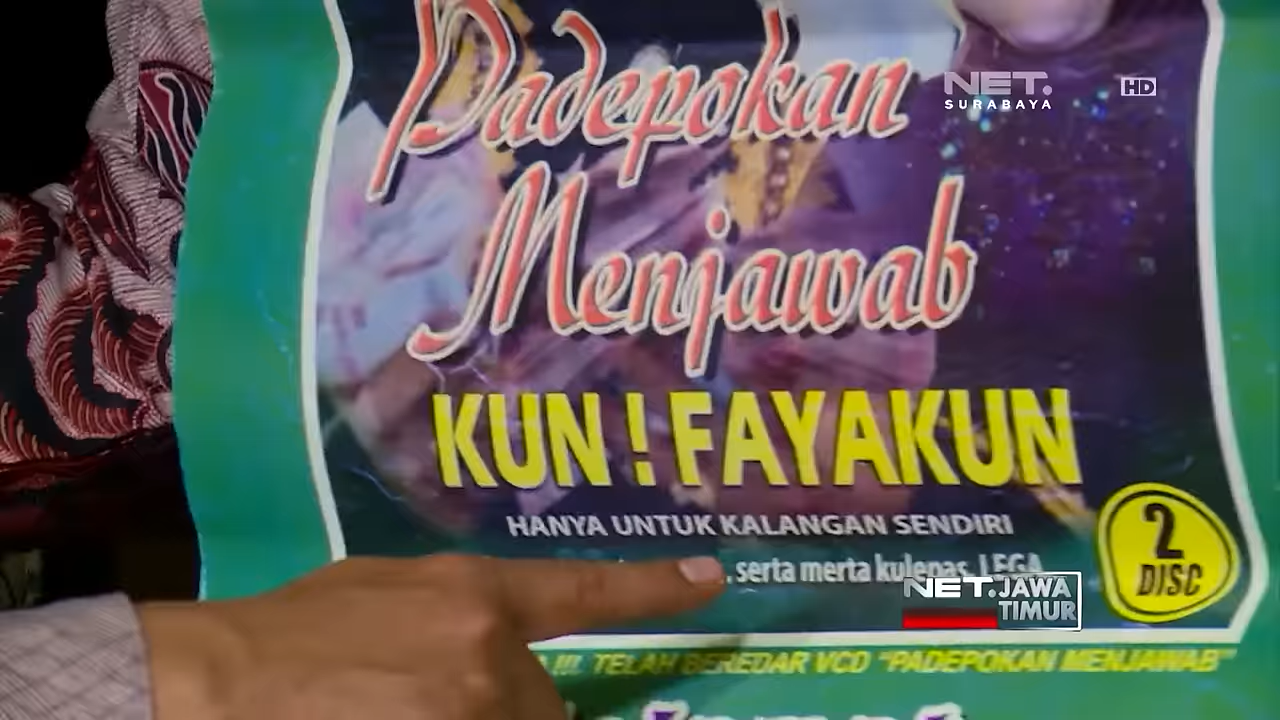 Padepokan
NET.
SURABAYA
HD
Menjawab
KUN ! FAYAKUN
HANYA UNTUK KALANGAN SENDIRI
serta merta kulepas, LEGA
2
DISC
NET. JAWA
TIMUR
!!!. TELAH BEREDAR VCD "PADEPOKAN MENJAWAB"